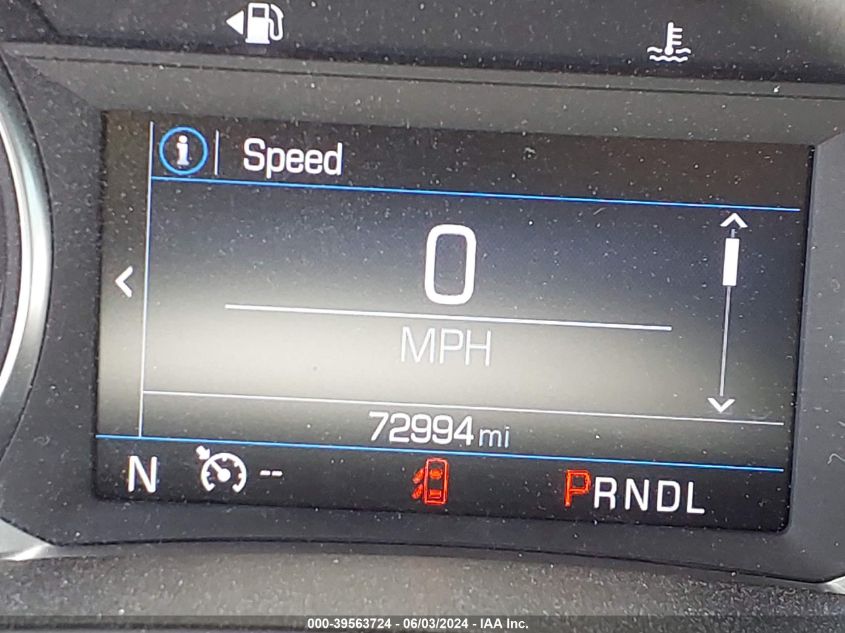 i Speed
0
MPH
72994 mi
N -- PRNDL
000-39563724 - 06/03/2024 - IAA Inc.